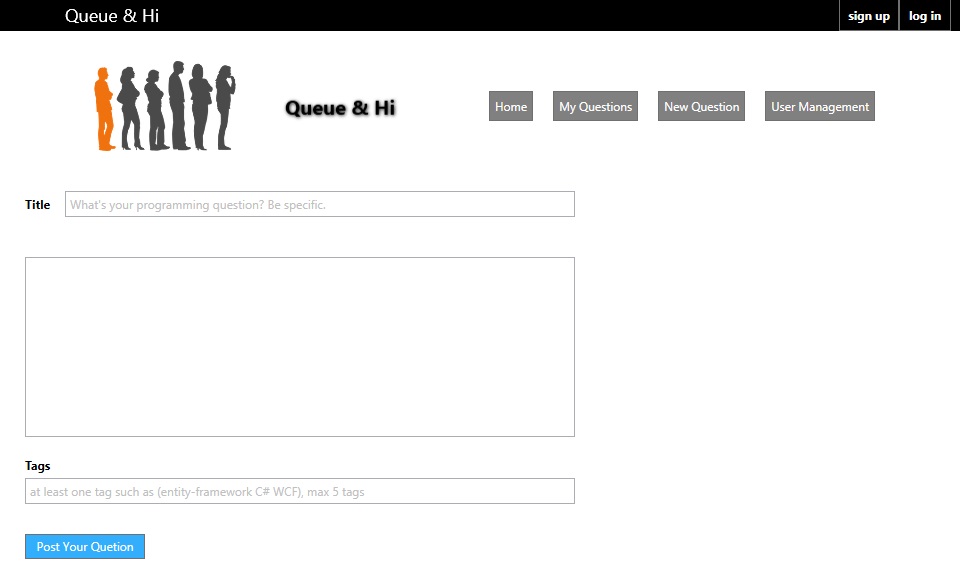 Queue & Hi
sign up
log in
Queue & Hi
Home
My Questions
New Question
User Management
Title
What's your programming question? Be specific.
Tags
at least one tag such as (entity-framework C# WCF), max 5 tags
Post Your Quetion